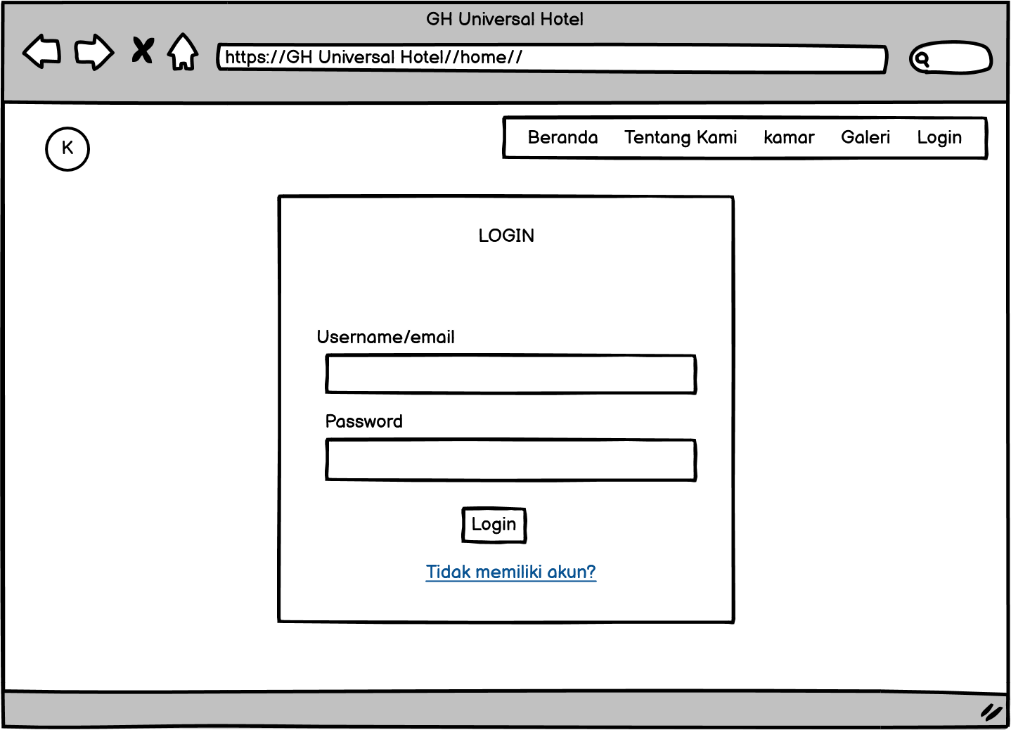 GH Universal Hotel
https://GH Universal Hotel//home//
K
Beranda Tentang Kami kamar Galeri Login
LOGIN
Username/email
Password
Login
Tidak memiliki akun?